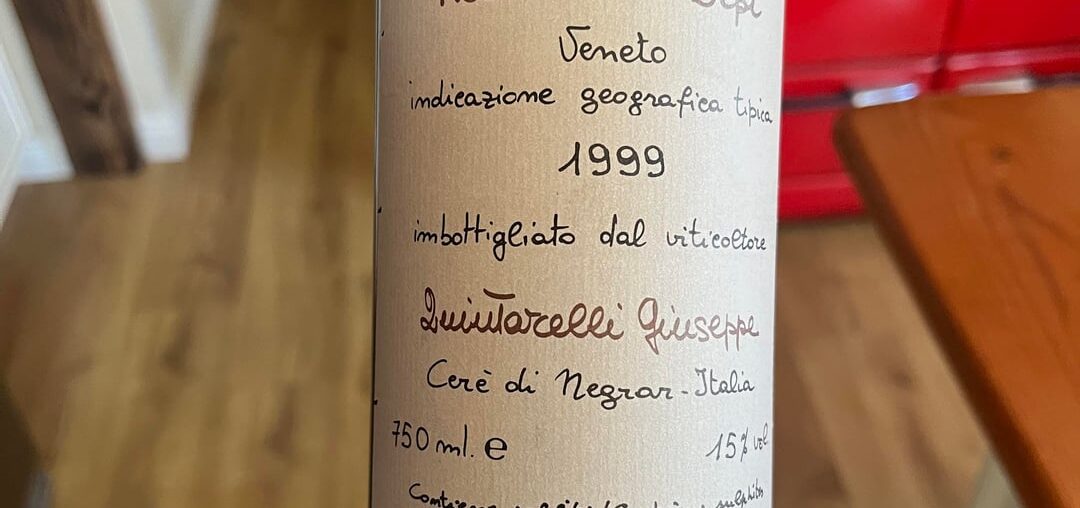 Veneto
indicazione geografica tipica
1999
imbottigliato dal viticoltore
Quintarelli Giuseppe
Cerè di Negrar - Italia
750 ml. e 15% vol